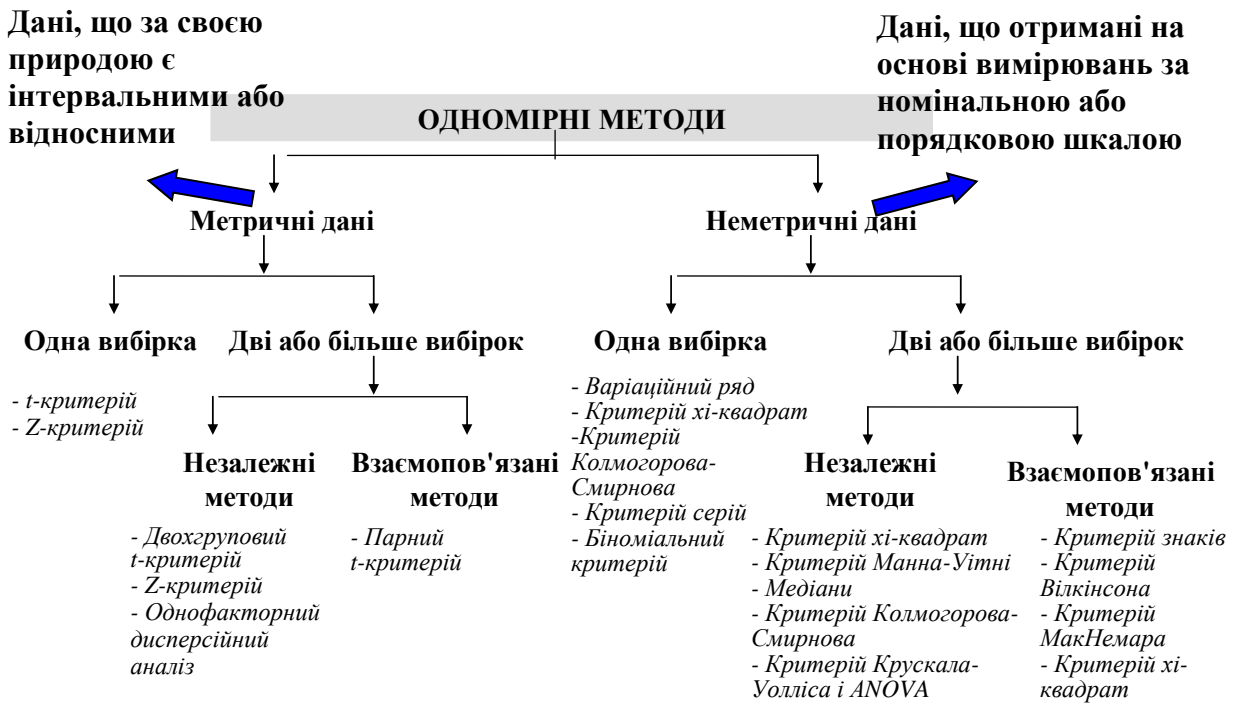 Дані, що за своєю
природою є
інтервальними або
відносними
Дані, що отримані на
основі вимірювань за
номінальною або
порядковою шкалою
ОДНОМІРНІ МЕТОДИ
Метричні дані
Неметричні дані
Одна вибірка
Дві або більше вибірок
Одна вибірка
Дві або більше вибірок
- t-критерій
- Z-критерій
Незалежні
методи
- Двохгруповий
t-критерій
- Z-критерій
- Однофакторний
дисперсійний
аналіз
Взаємопов'язані
методи
- Парний
t-критерій
- Варіаційний ряд
- Критерій хі-квадрат
-Критерій
Колмогорова-
Смирнова
- Критерій серій
- Біноміальний
критерій
Незалежні
методи
- Критерій хі-квадрат
- Критерій Манна-Уітні
- Медіани
- Критерій Колмогорова-
Смирнова
- Критерій Крускала-
Уолліса і ANOVA
Взаємопов'язані
методи
- Критерій знаків
- Критерій
Вілкінсона
- Критерій
МакНемара
- Критерій хі-
квадрат